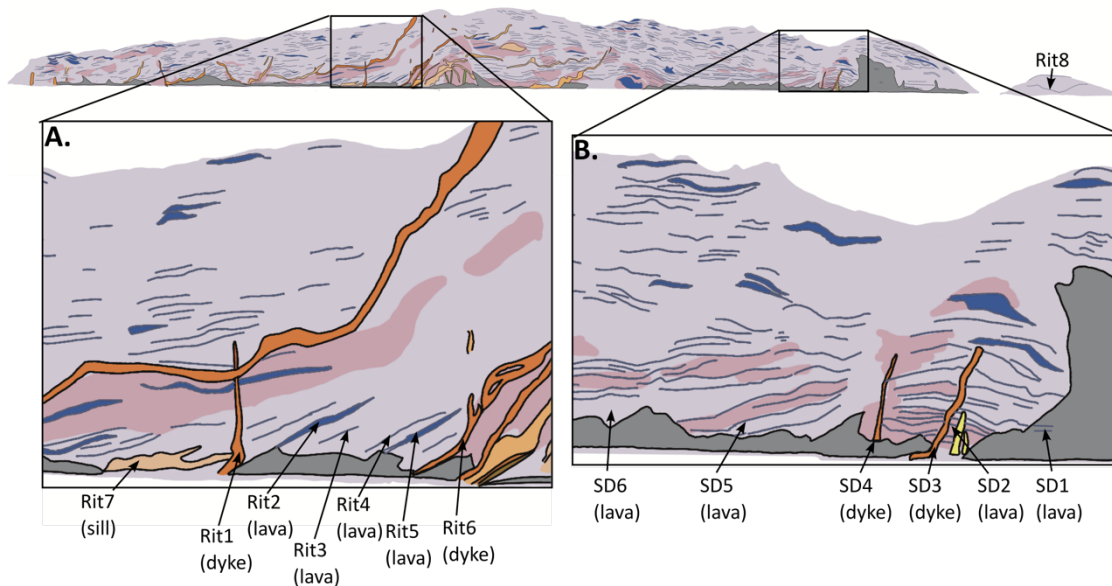 Rit8
A.
B.
Rit7
(sill)
Rit1
(dyke)
Rit2
(lava)
Rit3
(lava)
Rit4
(lava)
Rit5
(lava)
Rit6
(dyke)
SD6
(lava)
SD5
(lava)
SD4
(dyke)
SD3
(dyke)
SD2
(lava)
SD1
(lava)